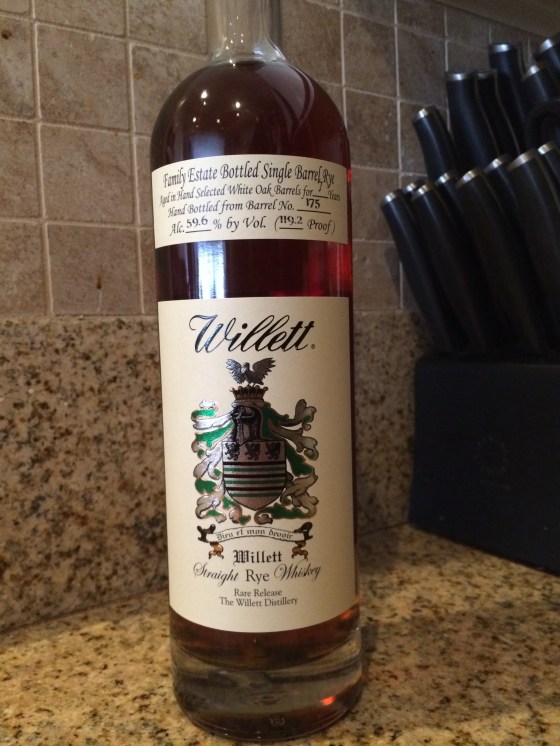 Family Estate Bottled Single Barrel Rye
Aged in Hand Selected White Oak Barrels for___Years
Hand Bottled from Barrel No. 175
Alc. 59.6 % by Vol. (119.2 Proof)
Willett®
Dieu et mon devoir
Willett
Straight Rye Whiskey
Rare Release
The Willett Distillery